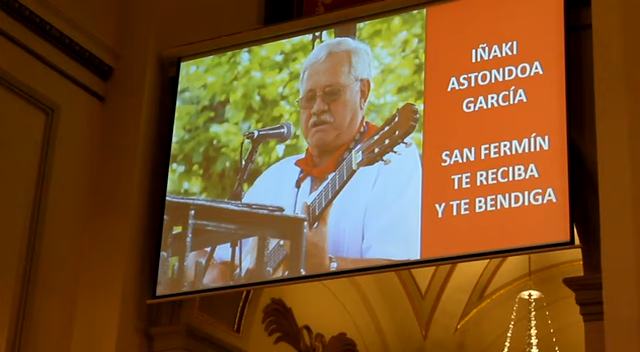 IÑAKI
ASTONDOA
GARCÍA
SAN FERMÍN
TE RECIBA
Y TE BENDIGA